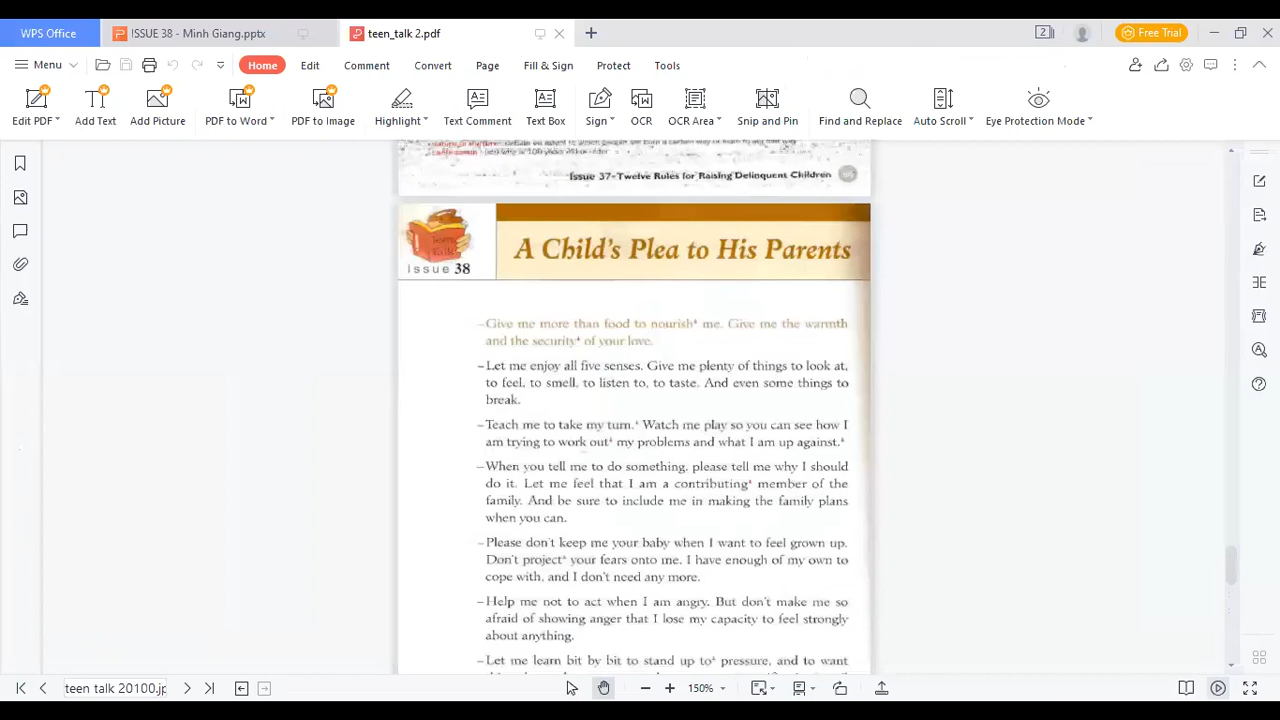 WPS Office
ISSUE 38 - Minh Giang.pptx
teen_talk 2.pdf
2
Free Trial
Menu
Home
Edit
Comment
Convert
Page
Fill & Sign
Protect
Tools
Edit PDF
Add Text
Add Picture
PDF to Word
PDF to Image
Highlight
Text Comment
Text Box
Sign
OCR
OCR Area
Snip and Pin
Find and Replace
Auto Scroll
Eye Protection Mode
Issue 37–Twelve Rules for Raising Delinquent Children
Teen
Talk
issue 38
A Child's Plea to His Parents
–Give me more than food to nourish* me. Give me the warmth
and the security* of your love.
–Let me enjoy all five senses. Give me plenty of things to look at,
to feel, to smell, to listen to, to taste. And even some things to
break.
–Teach me to take my turn.* Watch me play so you can see how I
am trying to work out* my problems and what I am up against.*
–When you tell me to do something, please tell me why I should
do it. Let me feel that I am a contributing* member of the
family. And be sure to include me in making the family plans
when you can.
–Please don't keep me your baby when I want to feel grown up.
Don't project* your fears onto me. I have enough of my own to
cope with, and I don't need any more.
–Help me not to act when I am angry. But don't make me so
afraid of showing anger that I lose my capacity to feel strongly
about anything.
–Let me learn bit by bit to stand up to* pressure, and to want
teen talk 20100.jp
150%